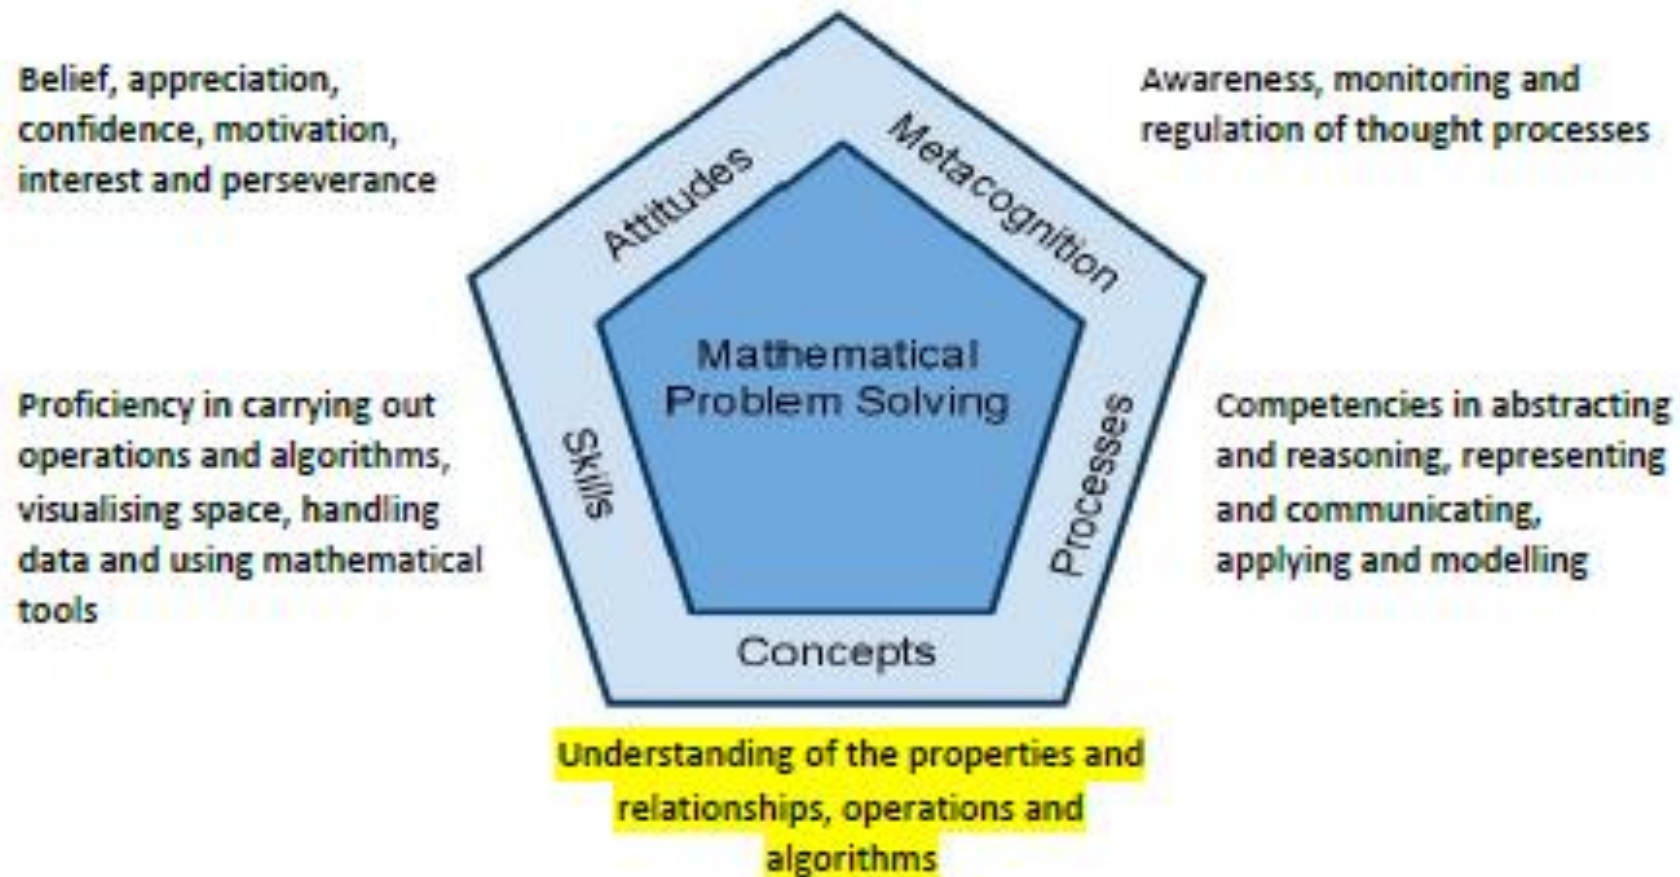 Belief, appreciation,
confidence, motivation,
interest and perseverance
Awareness, monitoring and
regulation of thought processes
Attitudes
Metacognition
Mathematical
Problem Solving
Proficiency in carrying out
operations and algorithms,
visualising space, handling
data and using mathematical
tools
Skills
Processes
Competencies in abstracting
and reasoning, representing
and communicating,
applying and modelling
Concepts
Understanding of the properties and
relationships, operations and
algorithms